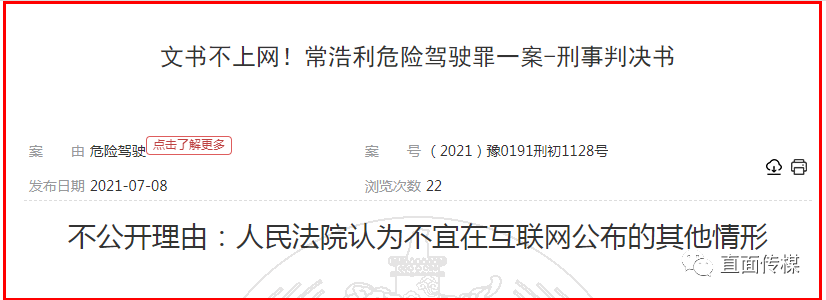 文书不上网！常浩利危险驾驶罪一案-刑事判决书
案 由 危险驾驶 点击了解更多 案 号 （2021）豫0191刑初1128号
发布日期 2021-07-08 浏览次数 22
不公开理由：人民法院认为不宜在互联网公布的其他情形
直面传媒